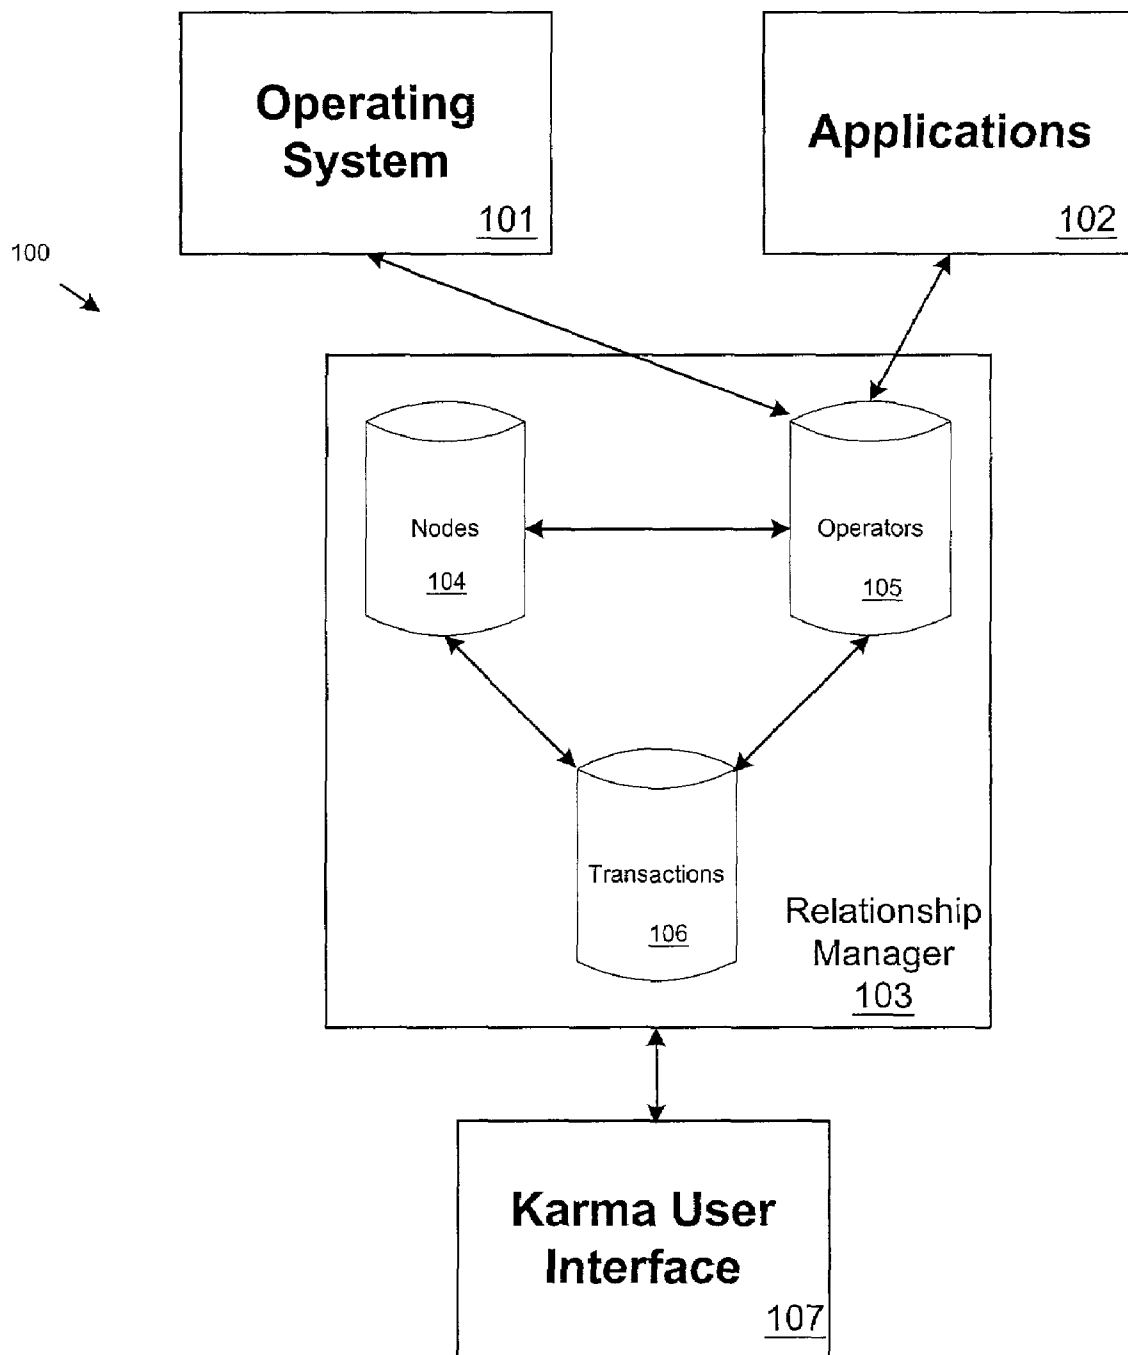 Operating
System
101
Applications
102
100
Nodes
104
Operators
105
Transactions
106
Relationship
Manager
103
Karma User
Interface
107